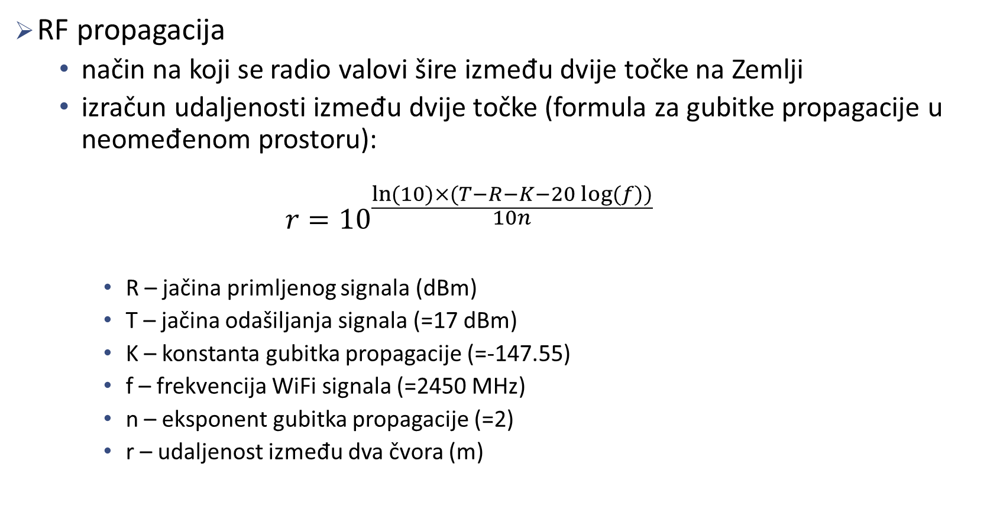 RF propagacija
• način na koji se radio valovi šire između dvije točke na Zemlji
• izračun udaljenosti između dvije točke (formula za gubitke propagacije u
neomeđenom prostoru):
r = 10^((ln(10)×(T−R−K−20 log(f)))/(10n))
• R – jačina primljenog signala (dBm)
• T – jačina odašiljanja signala (=17 dBm)
• K – konstanta gubitka propagacije (=-147.55)
• f – frekvencija WiFi signala (=2450 MHz)
• n – eksponent gubitka propagacije (=2)
• r – udaljenost između dva čvora (m)